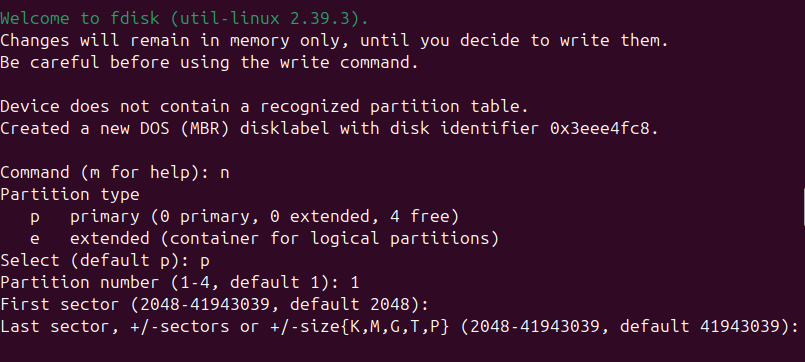 Welcome to fdisk (util-linux 2.39.3).
Changes will remain in memory only, until you decide to write them.
Be careful before using the write command.

Device does not contain a recognized partition table.
Created a new DOS (MBR) disklabel with disk identifier 0x3eee4fc8.

Command (m for help): n
Partition type
   p   primary (0 primary, 0 extended, 4 free)
   e   extended (container for logical partitions)
Select (default p): p
Partition number (1-4, default 1): 1
First sector (2048-41943039, default 2048):
Last sector, +/-sectors or +/-size{K,M,G,T,P} (2048-41943039, default 41943039):